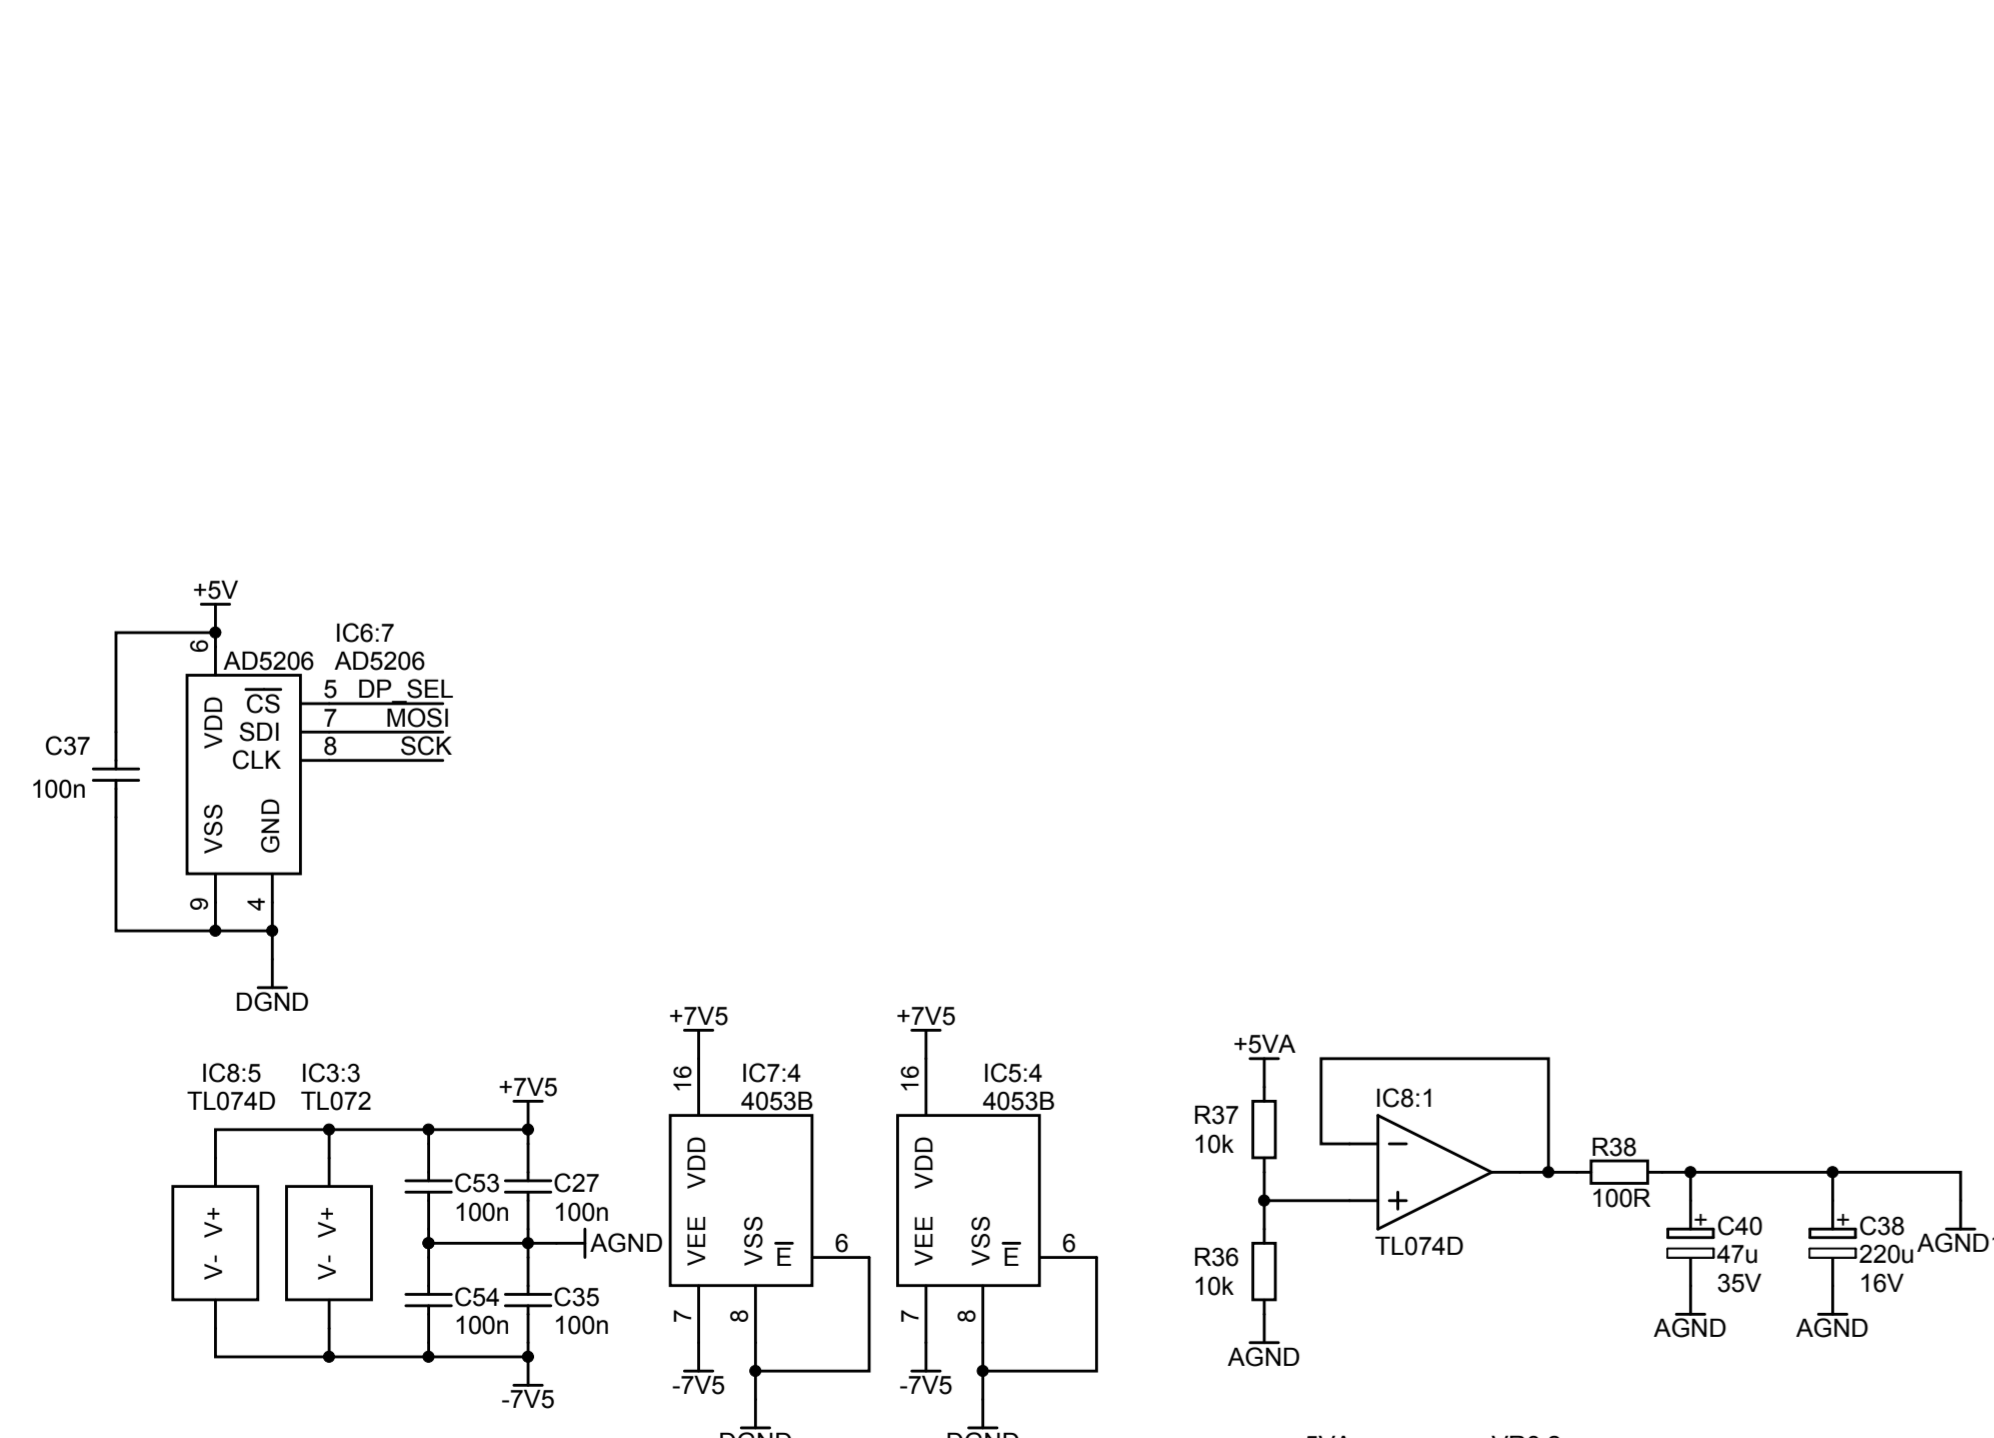 +5V
6
IC6:7
AD5206
AD5206
5 DP_SEL
7 MOSI
8 SCK
VDD
CS
SDI
CLK
C37
100n
VSS
GND
9
4
DGND
IC8:5
TL074D
IC3:3
TL072
+7V5
V+
V-
V+
V-
C53
100n
C27
100n
AGND
C54
100n
C35
100n
-7V5
+7V5
16
IC7:4
4053B
VDD
VEE
VSS
E
6
7
8
-7V5
DGND
+7V5
16
IC5:4
4053B
VDD
VEE
VSS
E
6
7
8
-7V5
DGND
+5VA
R37
10k
R36
10k
AGND
IC8:1
−
+
TL074D
R38
100R
+
C40
47u
35V
AGND
+
C38
220u
16V
AGND
AGND